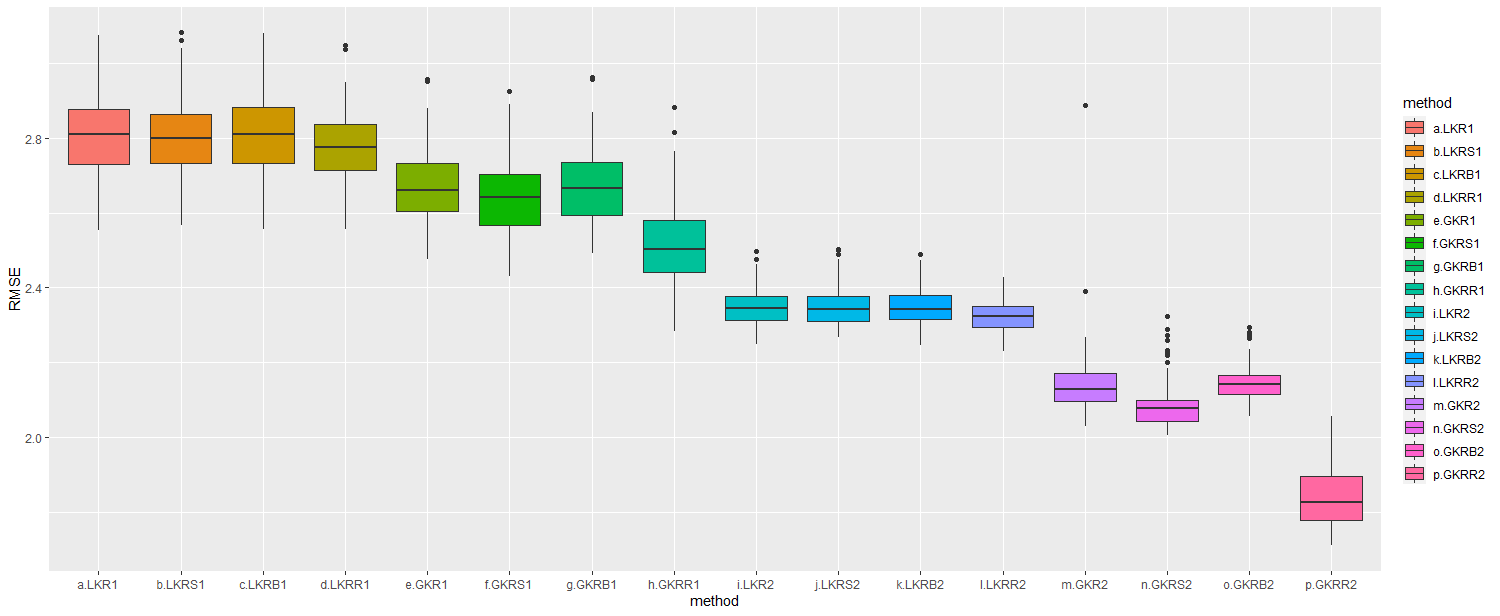 RMSE
2.8
2.4
2.0
a.LKR1 b.LKRS1 c.LKRB1 d.LKRR1 e.GKR1 f.GKRS1 g.GKRB1 h.GKRR1 i.LKR2 j.LKRS2 k.LKRB2 l.LKRR2 m.GKR2 n.GKRS2 o.GKRB2 p.GKRR2
method
method
a.LKR1
b.LKRS1
c.LKRB1
d.LKRR1
e.GKR1
f.GKRS1
g.GKRB1
h.GKRR1
i.LKR2
j.LKRS2
k.LKRB2
l.LKRR2
m.GKR2
n.GKRS2
o.GKRB2
p.GKRR2